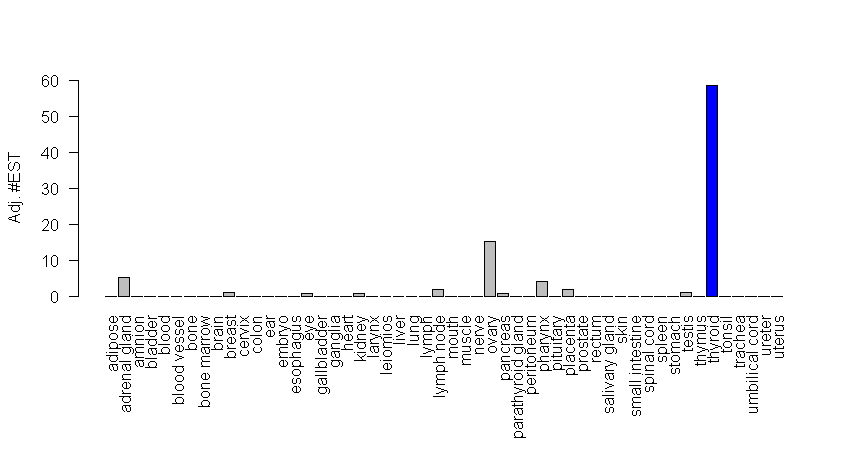 Adj. #EST
60
50
40
30
20
10
0
adipose
adrenal gland
amnion
bladder
blood
blood vessel
bone
bone marrow
brain
breast
cervix
colon
ear
embryo
esophagus
eye
gallbladder
ganglia
heart
kidney
larynx
leiomios
liver
lung
lymph
lymph node
mouth
muscle
nerve
ovary
pancreas
parathyroid gland
peritoneum
pharynx
pituitary
placenta
prostate
rectum
salivary gland
skin
small intestine
spinal cord
spleen
stomach
testis
thymus
thyroid
tonsil
trachea
umbilical cord
ureter
uterus